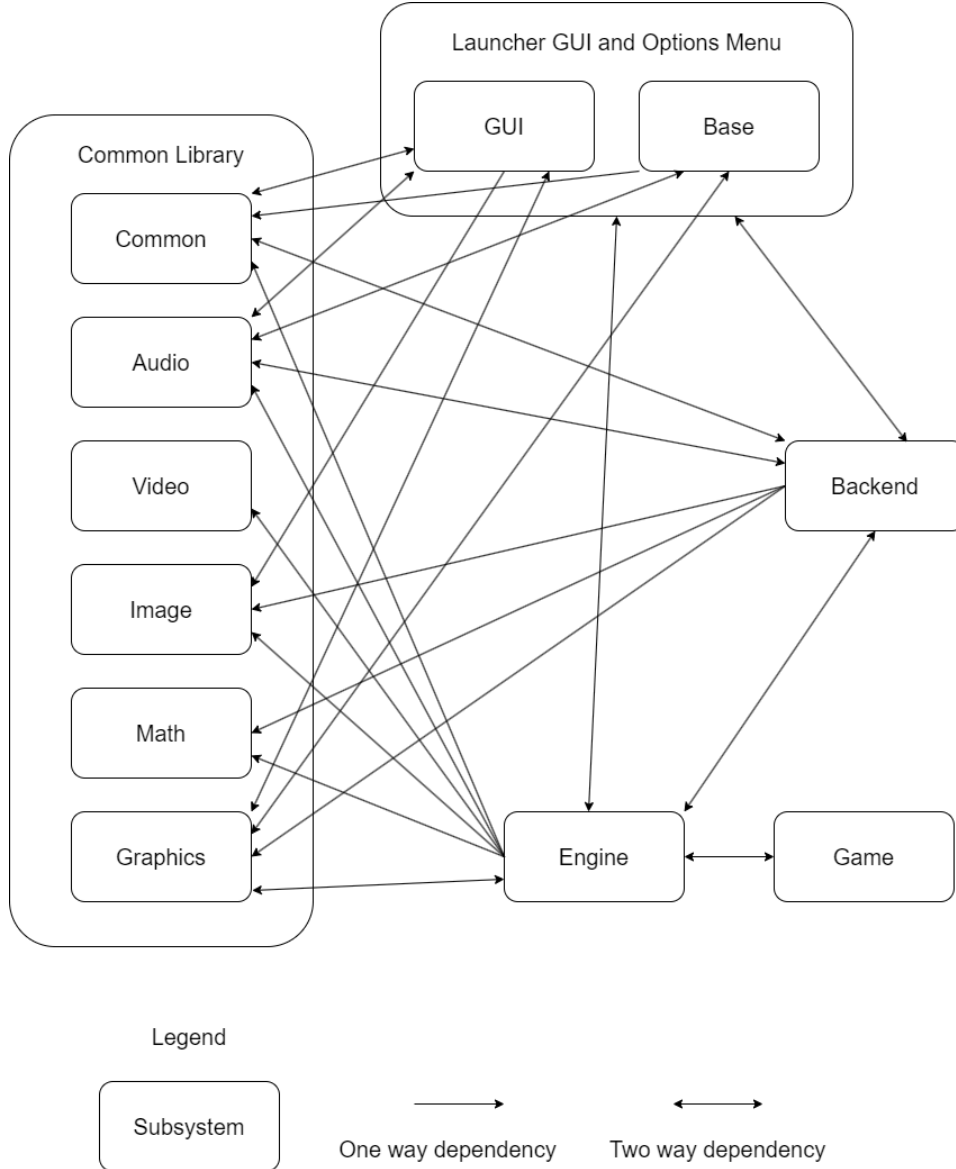 Launcher GUI and Options Menu
GUI
Base
Common Library
Common
Audio
Video
Image
Math
Graphics
Backend
Engine
Game
Legend
Subsystem
One way dependency
Two way dependency